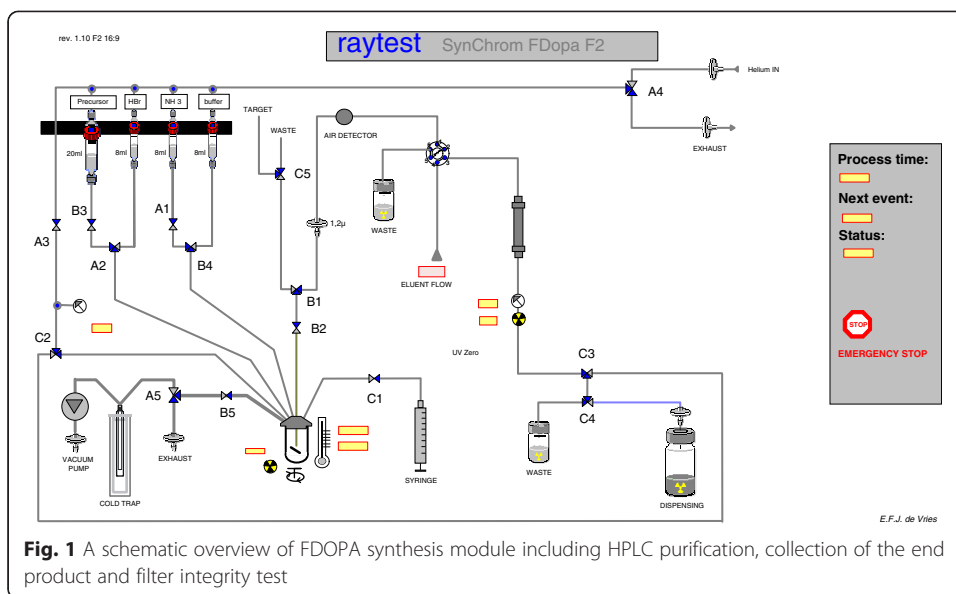 rev. 1.10 F2 16:9
raytest SynChrom FDopa F2
Helium IN
A4
EXHAUST
Precursor HBr NH 3 buffer
20ml 8ml 8ml 8ml
TARGET
WASTE
AIR DETECTOR
C5
WASTE
1,2µ
ELUENT FLOW
A3 B3 A1
A2 B4
B1
B2
C2
UV Zero
C3
C4
A5 B5
C1
VACUUM
PUMP
COLD TRAP
EXHAUST
SYRINGE
WASTE
DISPENSING
Process time:
Next event:
Status:
STOP
EMERGENCY STOP
E.F.J. de Vries
Fig. 1 A schematic overview of FDOPA synthesis module including HPLC purification, collection of the end
product and filter integrity test